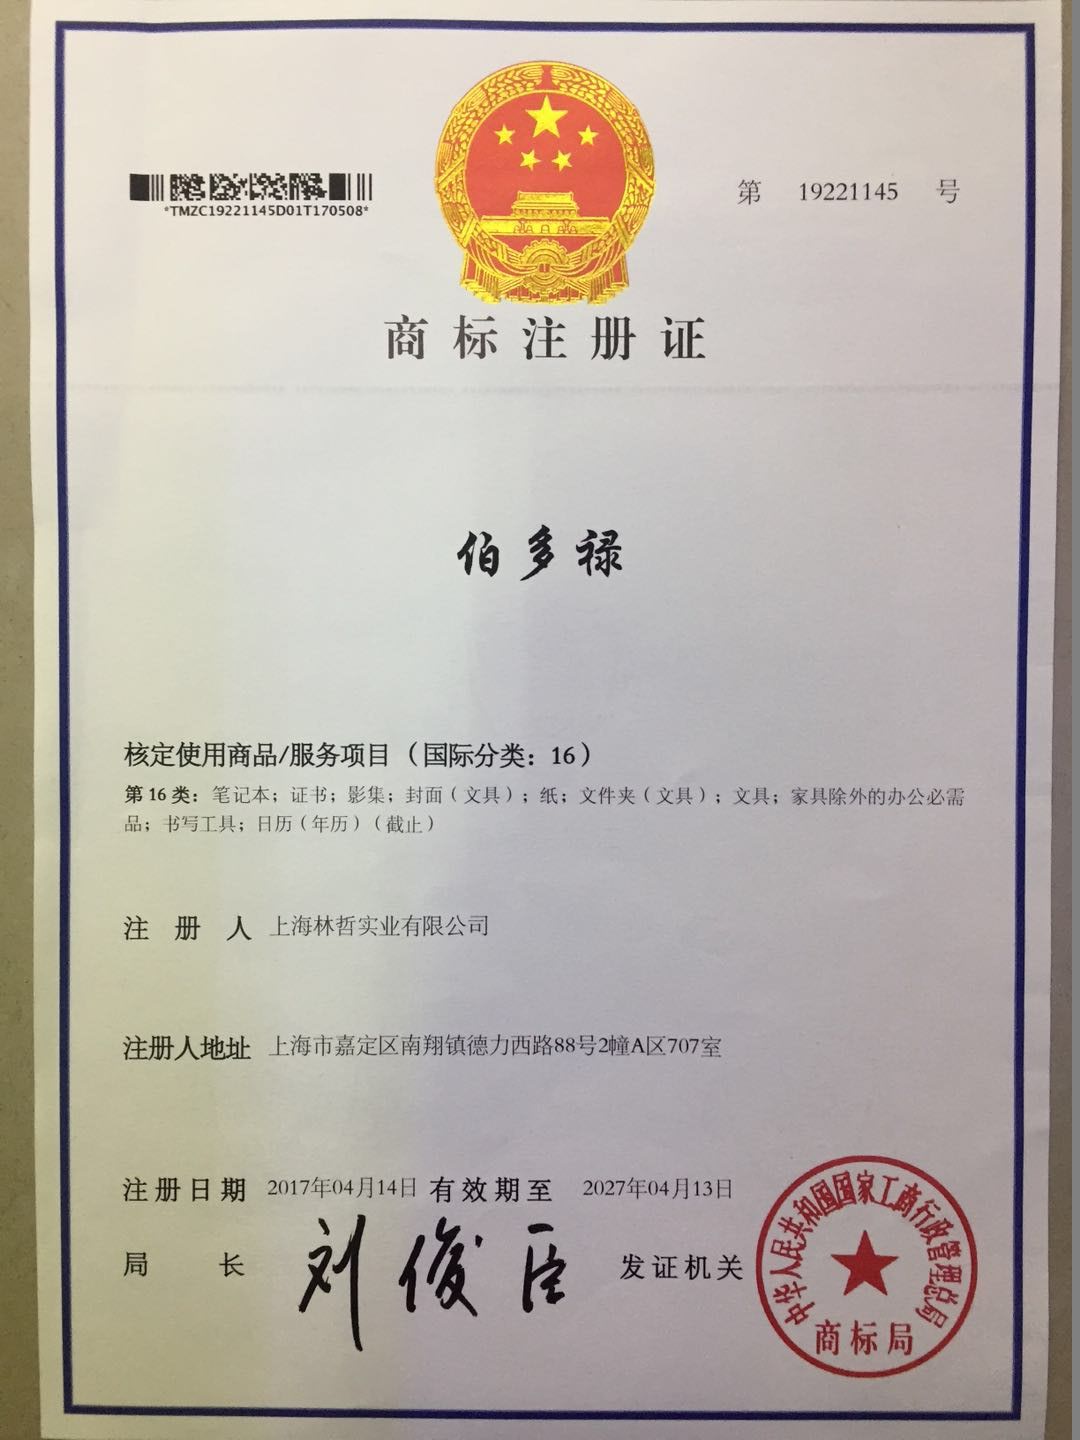 *TMZC19221145D01T170508*
第 19221145 号
商标注册证
伯多禄
核定使用商品/服务项目（国际分类：16）
第16类：笔记本；证书；影集；封面（文具）；纸；文件夹（文具）；文具；家具除外的办公必需
品；书写工具；日历（年历）（截止）
注册人 上海林哲实业有限公司
注册人地址 上海市嘉定区南翔镇德力西路88号2幢A区707室
注册日期 2017年04月14日 有效期至 2027年04月13日
局长 刘俊臣 发证机关
中华人民共和国国家工商行政管理总局
商标局